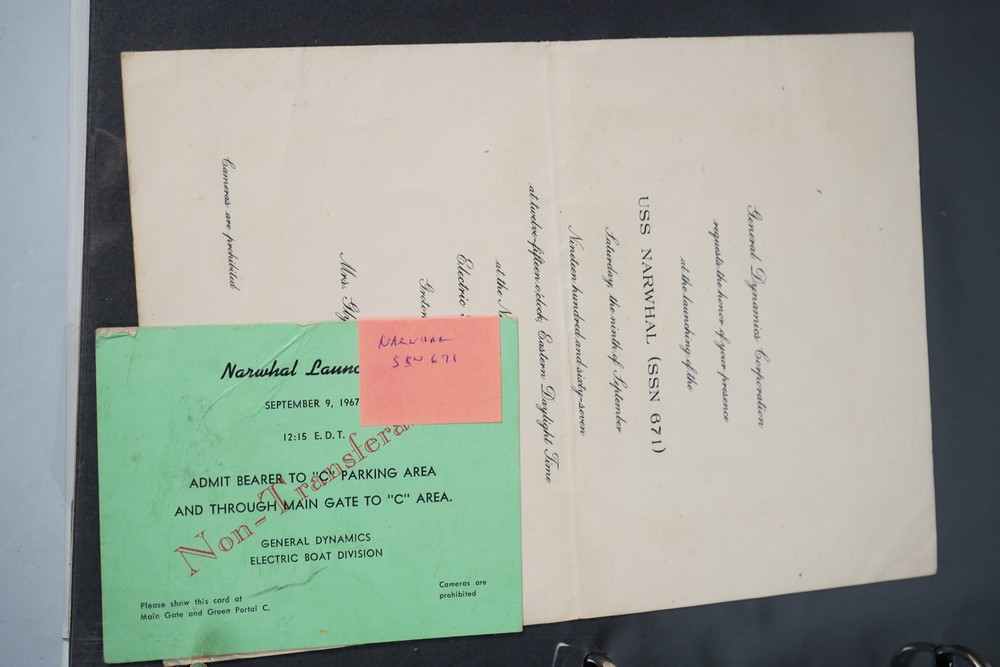 General Dynamics Corporation
requests the honor of your presence
at the launching of the
USS NARWHAL (SSN 671)
Saturday, the ninth of September
Nineteen hundred and sixty-seven
at twelve-fifteen o'clock, Eastern Daylight Time
at the
Electric
Mrs.
Cameras are prohibited
NARWHAL
SSN 671
Narwhal
SEPTEMBER 9, 1967
12:15 E. D. T.
ADMIT BEARER TO "C" PARKING AREA
AND THROUGH MAIN GATE TO "C" AREA.
Non-Transfera
GENERAL DYNAMICS
ELECTRIC BOAT DIVISION
Cameras are
prohibited
Please show this card at
Main Gate and Green Portal C.